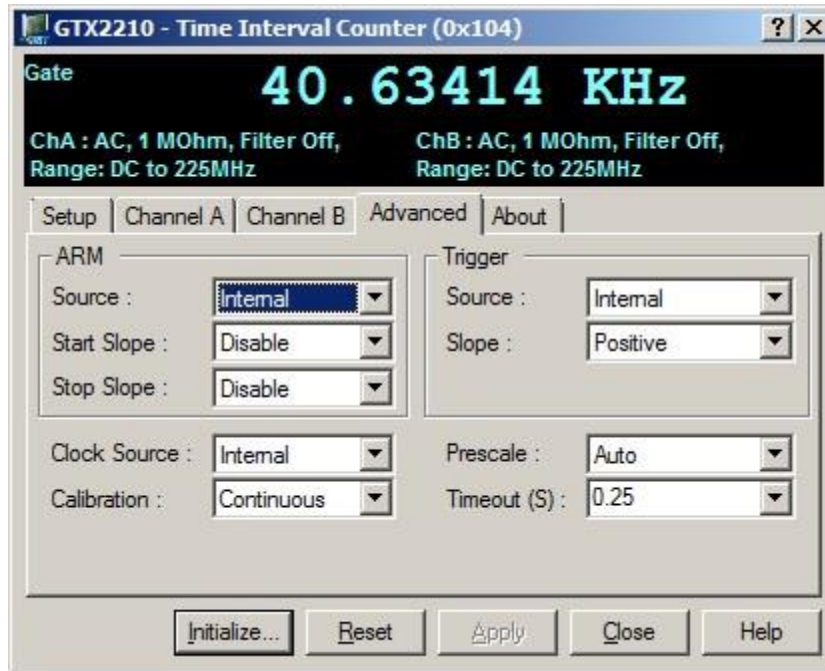 GTX2210 - Time Interval Counter (0x104)
Gate
40.63414 KHz
ChA : AC, 1 MOhm, Filter Off,
Range: DC to 225MHz
ChB : AC, 1 MOhm, Filter Off,
Range: DC to 225MHz
Setup Channel A Channel B Advanced About
ARM
Source : Internal
Start Slope : Disable
Stop Slope : Disable
Trigger
Source : Internal
Slope : Positive
Clock Source : Internal
Calibration : Continuous
Prescale : Auto
Timeout (S) : 0.25
Initialize... Reset Apply Close Help